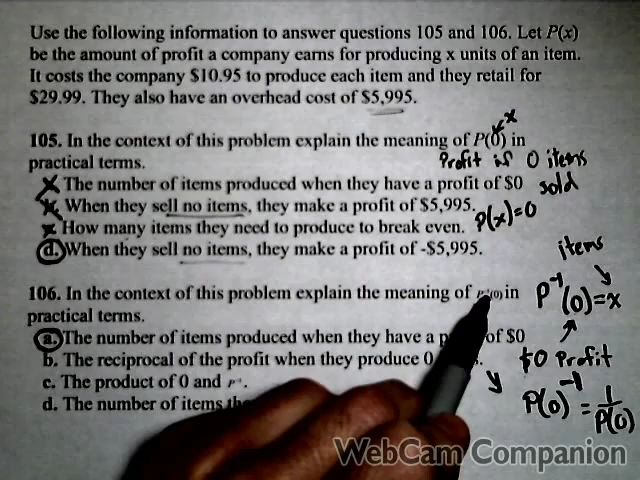 Use the following information to answer questions 105 and 106. Let P(x)
be the amount of profit a company earns for producing x units of an item.
It costs the company $10.95 to produce each item and they retail for
$29.99. They also have an overhead cost of $5,995.
x
105. In the context of this problem explain the meaning of P(0) in
practical terms.
Profit is 0 items
sold
The number of items produced when they have a profit of $0
b. When they sell no items, they make a profit of $5,995.
P(x)=0
How many items they need to produce to break even.
d. When they sell no items, they make a profit of -$5,995.
items
106. In the context of this problem explain the meaning of P⁻¹(0) in
P⁻¹(0)=x
practical terms.
a. The number of items produced when they have a p of $0
$0 Profit
b. The reciprocal of the profit when they produce 0
c. The product of 0 and P⁻¹.
P(0)⁻¹ = 1/P(0)
d. The number of items
WebCam Companion